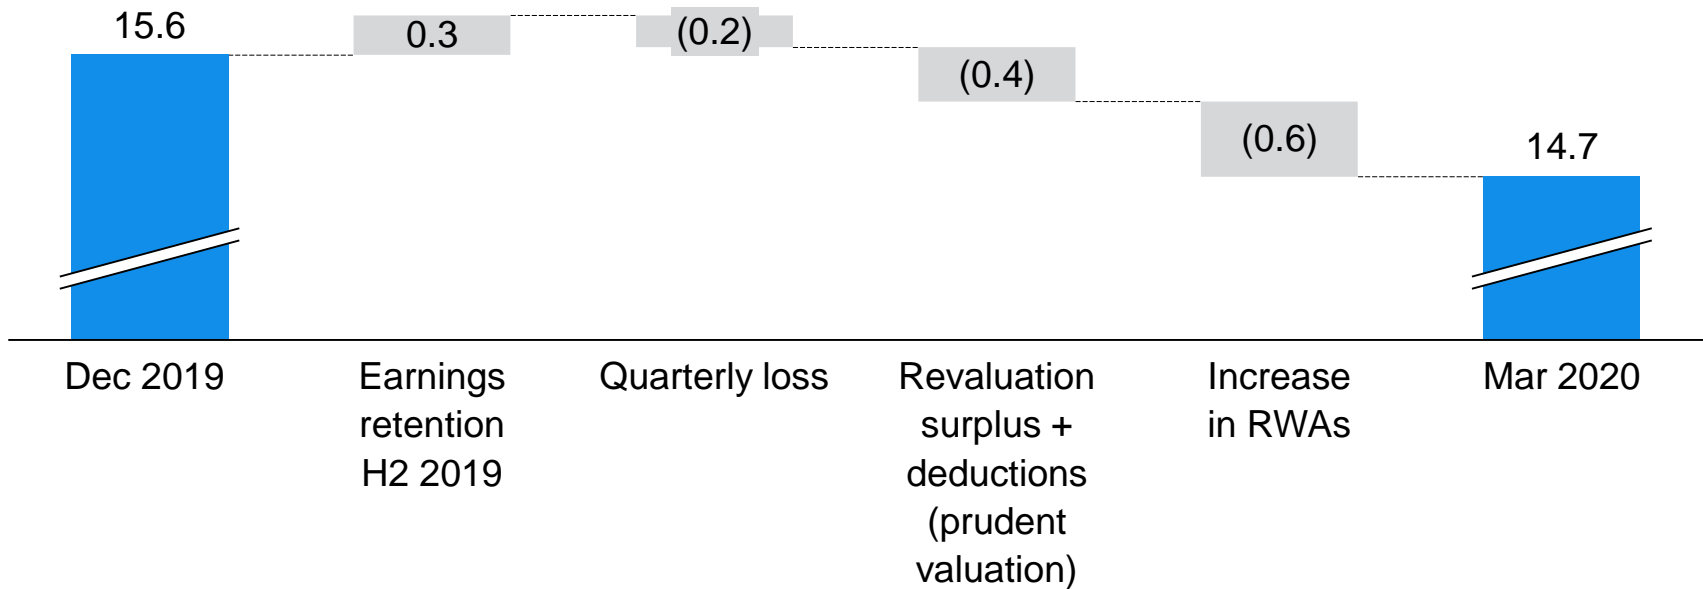 15.6
0.3
(0.2)
(0.4)
(0.6)
14.7
Dec 2019
Earnings
retention
H2 2019
Quarterly loss
Revaluation
surplus +
deductions
(prudent
valuation)
Increase
in RWAs
Mar 2020